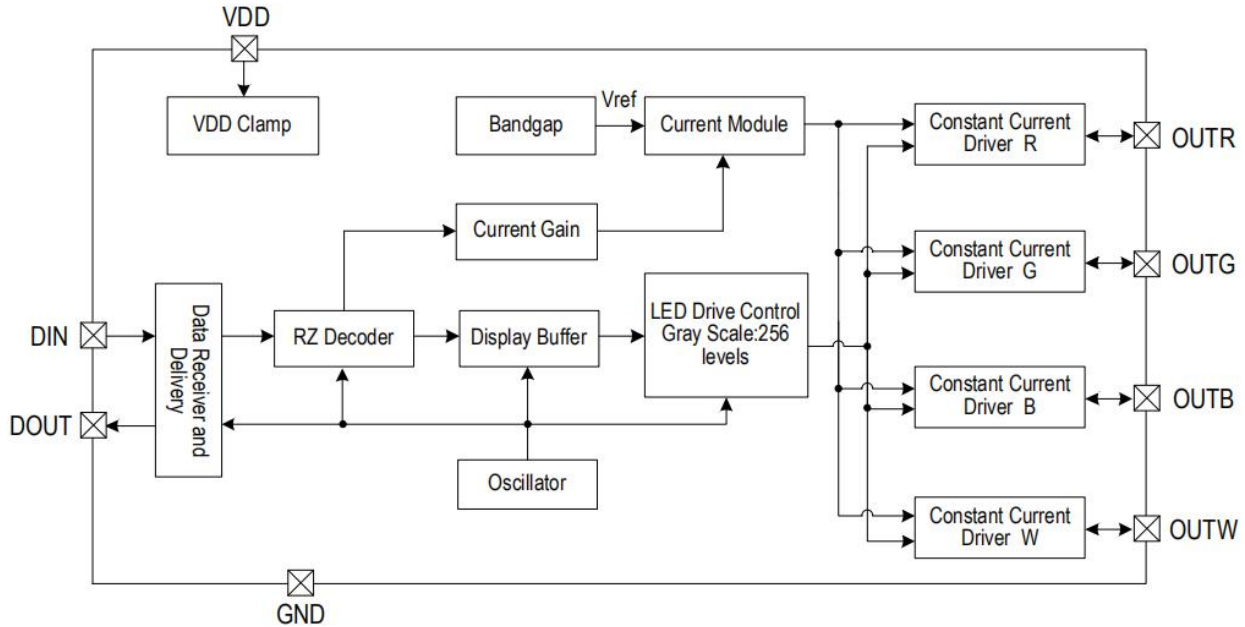 VDD
VDD Clamp
Bandgap
Vref
Current Module
Constant Current
Driver R
OUTR
Current Gain
Constant Current
Driver G
OUTG
DIN
Data Receiver and
Delivery
RZ Decoder
Display Buffer
LED Drive Control
Gray Scale:256
levels
Constant Current
Driver B
OUTB
DOUT
Oscillator
Constant Current
Driver W
OUTW
GND